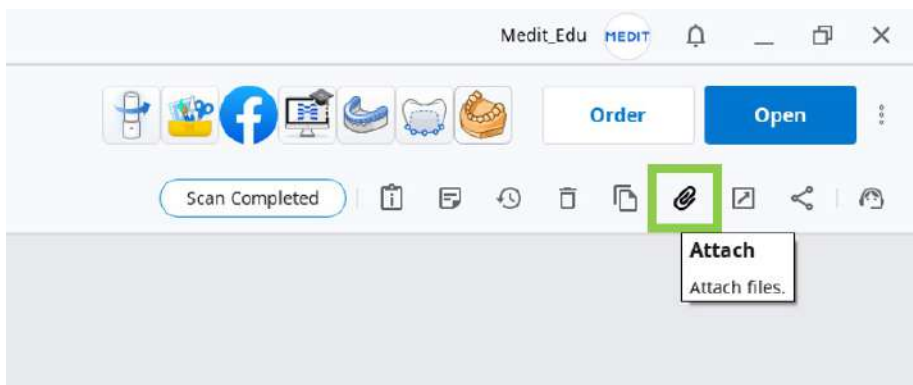 Medit_Edu MEDIT
Order Open
Scan Completed
Attach
Attach files.